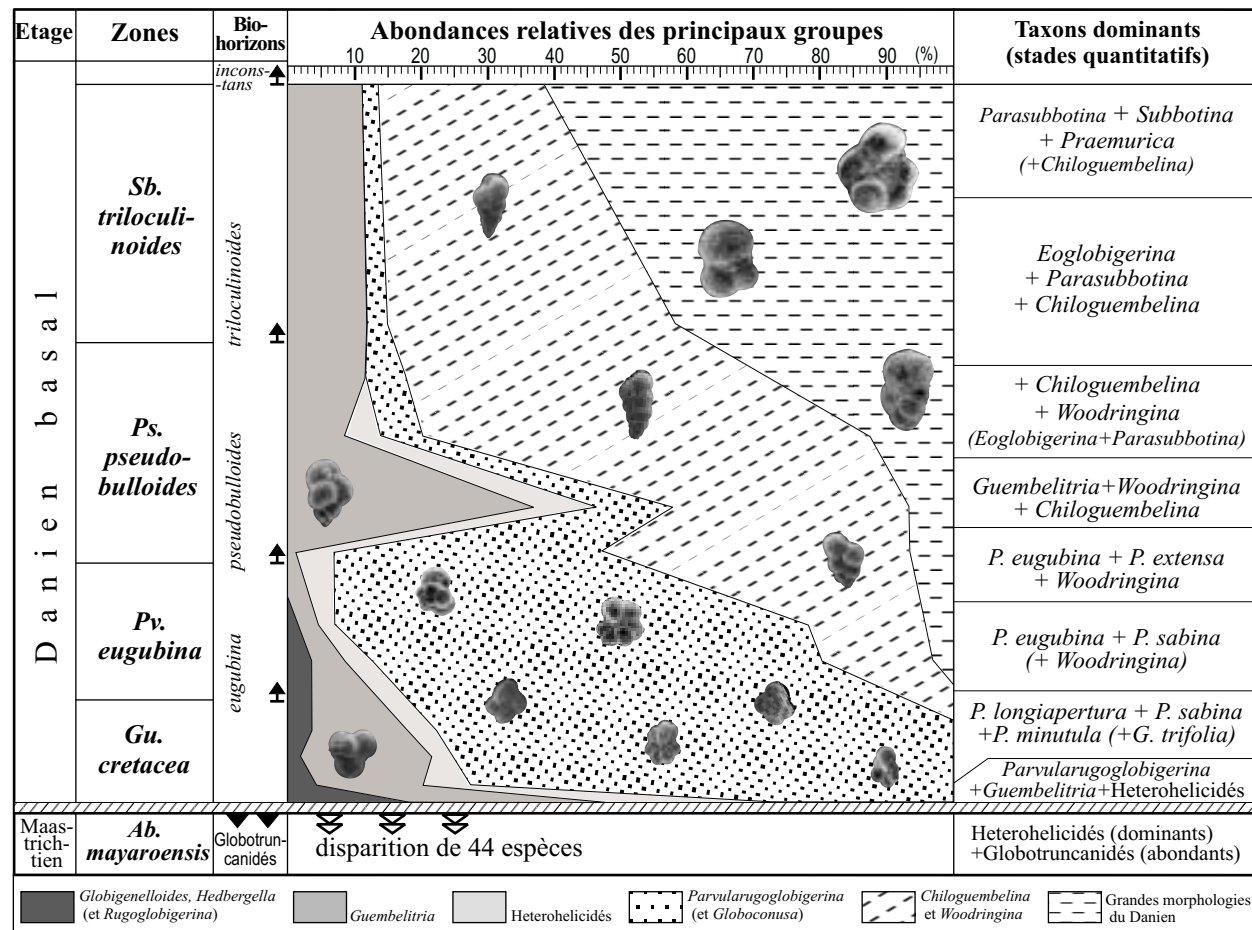 Etage
Zones
Bio-
horizons
Abondances relatives des principaux groupes
10 20 30 40 50 60 70 80 90 (%)
Taxons dominants
(stades quantitatifs)
Danien basal
Sb.
triloculi-
noides
Ps.
pseudo-
bulloides
Pv.
eugubina
Gu.
cretacea
incons-
-tans
triloculinoides
pseudobulloides
eugubina
Parasubbotina + Subbotina
+ Praemurica
(+Chiloguembelina)
Eoglobigerina
+ Parasubbotina
+ Chiloguembelina
+ Chiloguembelina
+ Woodringina
(Eoglobigerina+Parasubbotina)
Guembelitria+Woodringina
+ Chiloguembelina
P. eugubina + P. extensa
+ Woodringina
P. eugubina + P. sabina
(+ Woodringina)
P. longiapertura + P. sabina
+P. minutula (+G. trifolia)
Parvularugoglobigerina
+Guembelitria+Heterohelicidés
Maas-
trich-
tien
Ab.
mayaroensis
Globotrun-
canidés
disparition de 44 espèces
Heterohelicidés (dominants)
+Globotruncanidés (abondants)
Globigenelloides, Hedbergella
(et Rugoglobigerina)
Guembelitria
Heterohelicidés
Parvularugoglobigerina
(et Globoconusa)
Chiloguembelina
et Woodringina
Grandes morphologies
du Danien